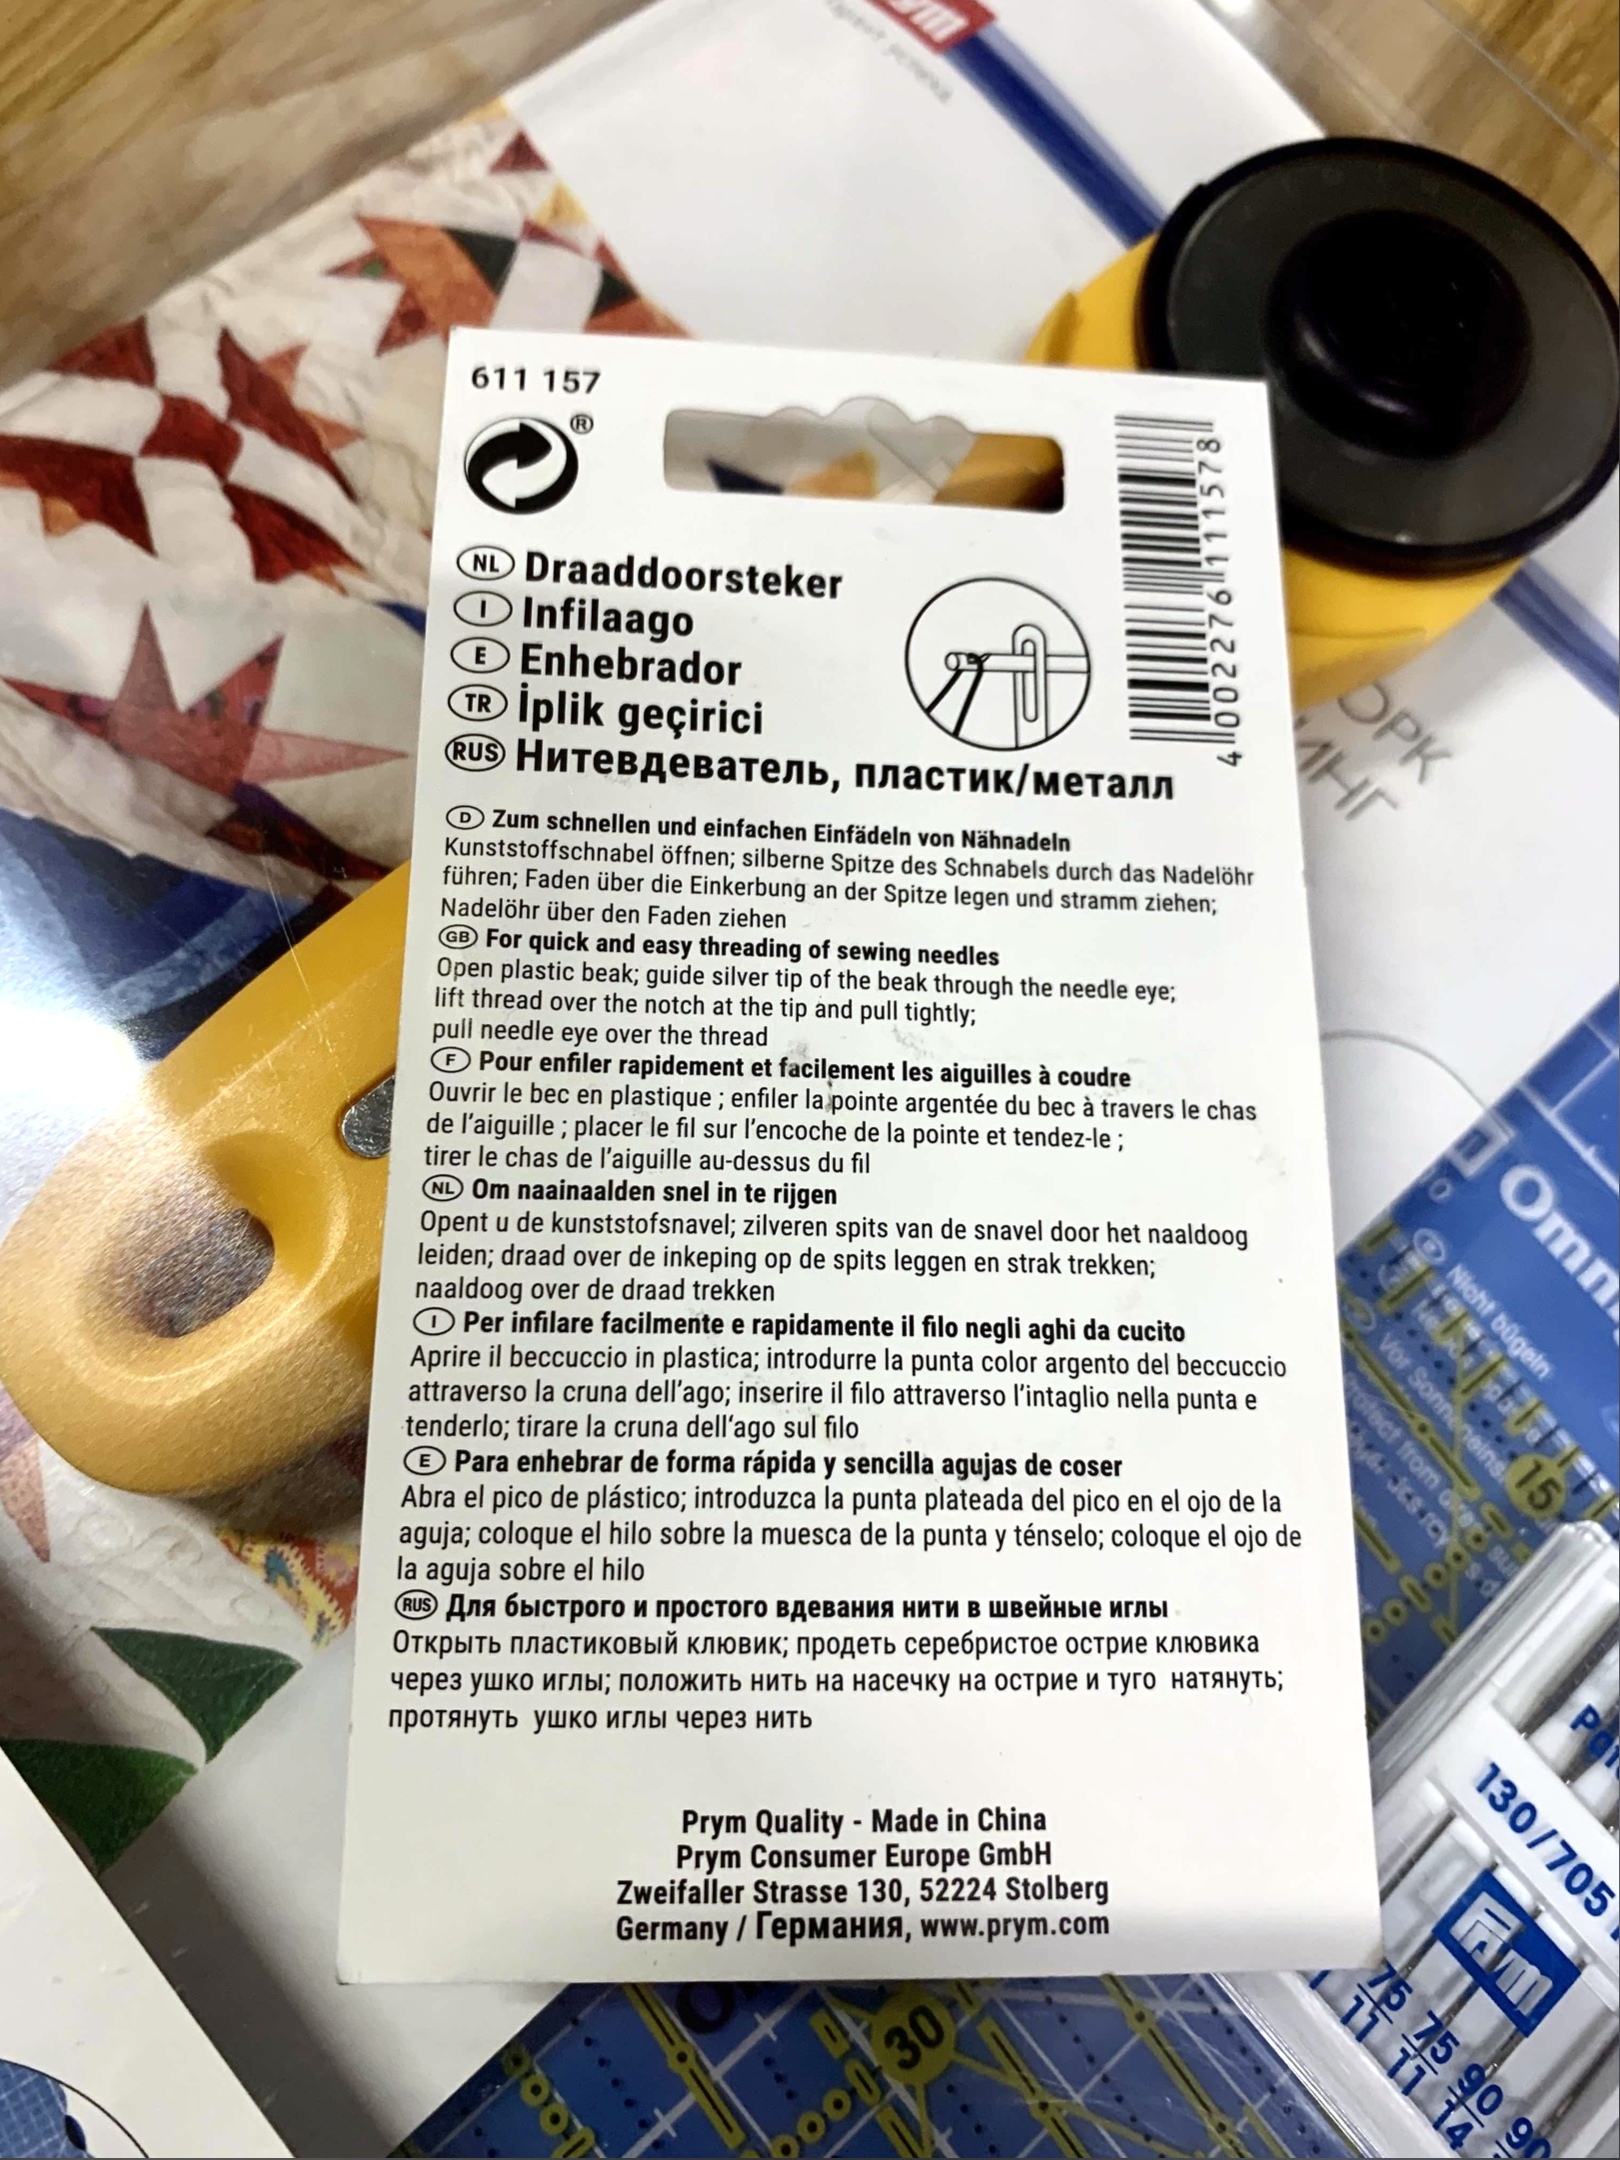 611 157
®
4 002276 111578
NL Draaddoorsteker
I Infilaago
E Enhebrador
TR İplik geçirici
RUS Нитевдеватель, пластик/металл
D Zum schnellen und einfachen Einfädeln von Nähnadeln
Kunststoffschnabel öffnen; silberne Spitze des Schnabels durch das Nadelöhr
führen; Faden über die Einkerbung an der Spitze legen und stramm ziehen;
Nadelöhr über den Faden ziehen
GB For quick and easy threading of sewing needles
Open plastic beak; guide silver tip of the beak through the needle eye;
lift thread over the notch at the tip and pull tightly;
pull needle eye over the thread
F Pour enfiler rapidement et facilement les aiguilles à coudre
Ouvrir le bec en plastique ; enfiler la pointe argentée du bec à travers le chas
de l’aiguille ; placer le fil sur l’encoche de la pointe et tendez-le ;
tirer le chas de l’aiguille au-dessus du fil
NL Om naainaalden snel in te rijgen
Opent u de kunststofsnavel; zilveren spits van de snavel door het naaldoog
leiden; draad over de inkeping op de spits leggen en strak trekken;
naaldoog over de draad trekken
I Per infilare facilmente e rapidamente il filo negli aghi da cucito
Aprire il beccuccio in plastica; introdurre la punta color argento del beccuccio
attraverso la cruna dell’ago; inserire il filo attraverso l’intaglio nella punta e
tenderlo; tirare la cruna dell’ago sul filo
E Para enhebrar de forma rápida y sencilla agujas de coser
Abra el pico de plástico; introduzca la punta plateada del pico en el ojo de la
aguja; coloque el hilo sobre la muesca de la punta y ténselo; coloque el ojo de
la aguja sobre el hilo
RUS Для быстрого и простого вдевания нити в швейные иглы
Открыть пластиковый клювик; продеть серебристое острие клювика
через ушко иглы; положить нить на насечку на острие и туго натянуть;
протянуть ушко иглы через нить
Prym Quality - Made in China
Prym Consumer Europe GmbH
Zweifaller Strasse 130, 52224 Stolberg
Germany / Германия, www.prym.com
Nicht bügeln
15
30
130/705
Prym
75 75 90 90
11 11 14